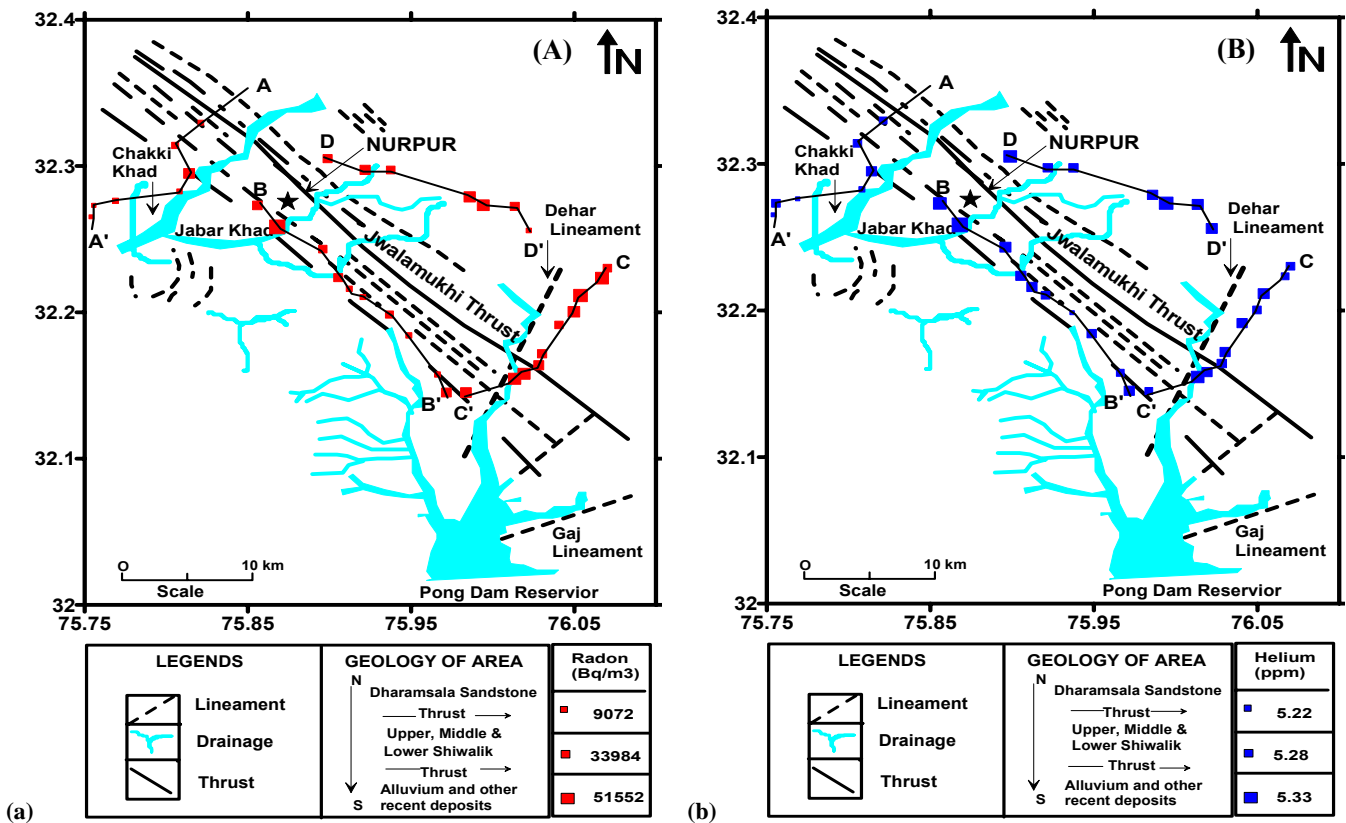 32.4
(A)
N
A
32.3
D
NURPUR
Chakki
Khad
B
Jabar Khad
A'
Dehar
Lineament
D'
C
Jwalamukhi Thrust
32.2
B'
C'
32.1
Gaj
Lineament
O 10 km
Scale
Pong Dam Reservior
32
75.75 75.85 75.95 76.05
LEGENDS
Lineament
Drainage
Thrust
GEOLOGY OF AREA
N
Dharamsala Sandstone
Thrust
Upper, Middle &
Lower Shiwalik
Thrust
Alluvium and other
recent deposits
S
Radon
(Bq/m3)
9072
33984
51552
(a)
32.4
(B)
N
A
32.3
D
NURPUR
Chakki
Khad
B
Jabar Khad
A'
Dehar
Lineament
D'
C
Jwalamukhi Thrust
32.2
B'
C'
32.1
Gaj
Lineament
O 10 km
Scale
Pong Dam Reservior
32
75.75 75.85 75.95 76.05
LEGENDS
Lineament
Drainage
Thrust
GEOLOGY OF AREA
N
Dharamsala Sandstone
Thrust
Upper, Middle &
Lower Shiwalik
Thrust
Alluvium and other
recent deposits
S
Helium
(ppm)
5.22
5.28
5.33
(b)